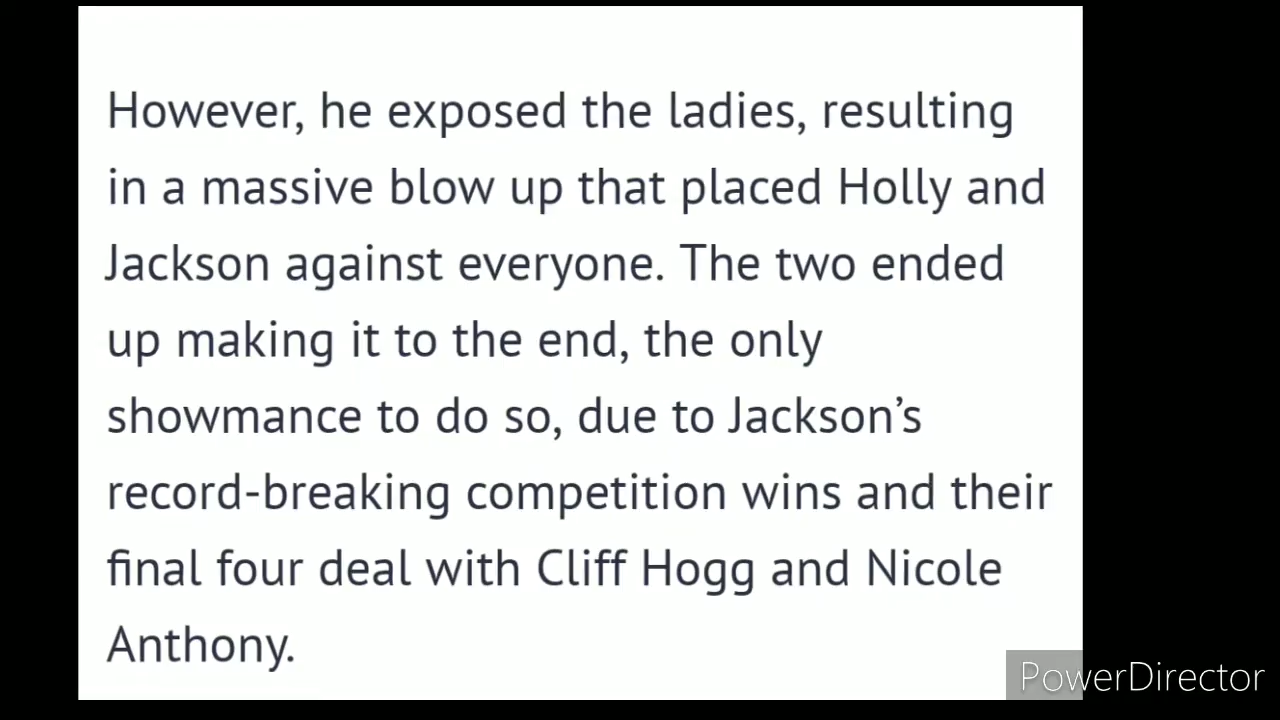 However, he exposed the ladies, resulting
in a massive blow up that placed Holly and
Jackson against everyone. The two ended
up making it to the end, the only
showmance to do so, due to Jackson’s
record-breaking competition wins and their
final four deal with Cliff Hogg and Nicole
Anthony.
PowerDirector